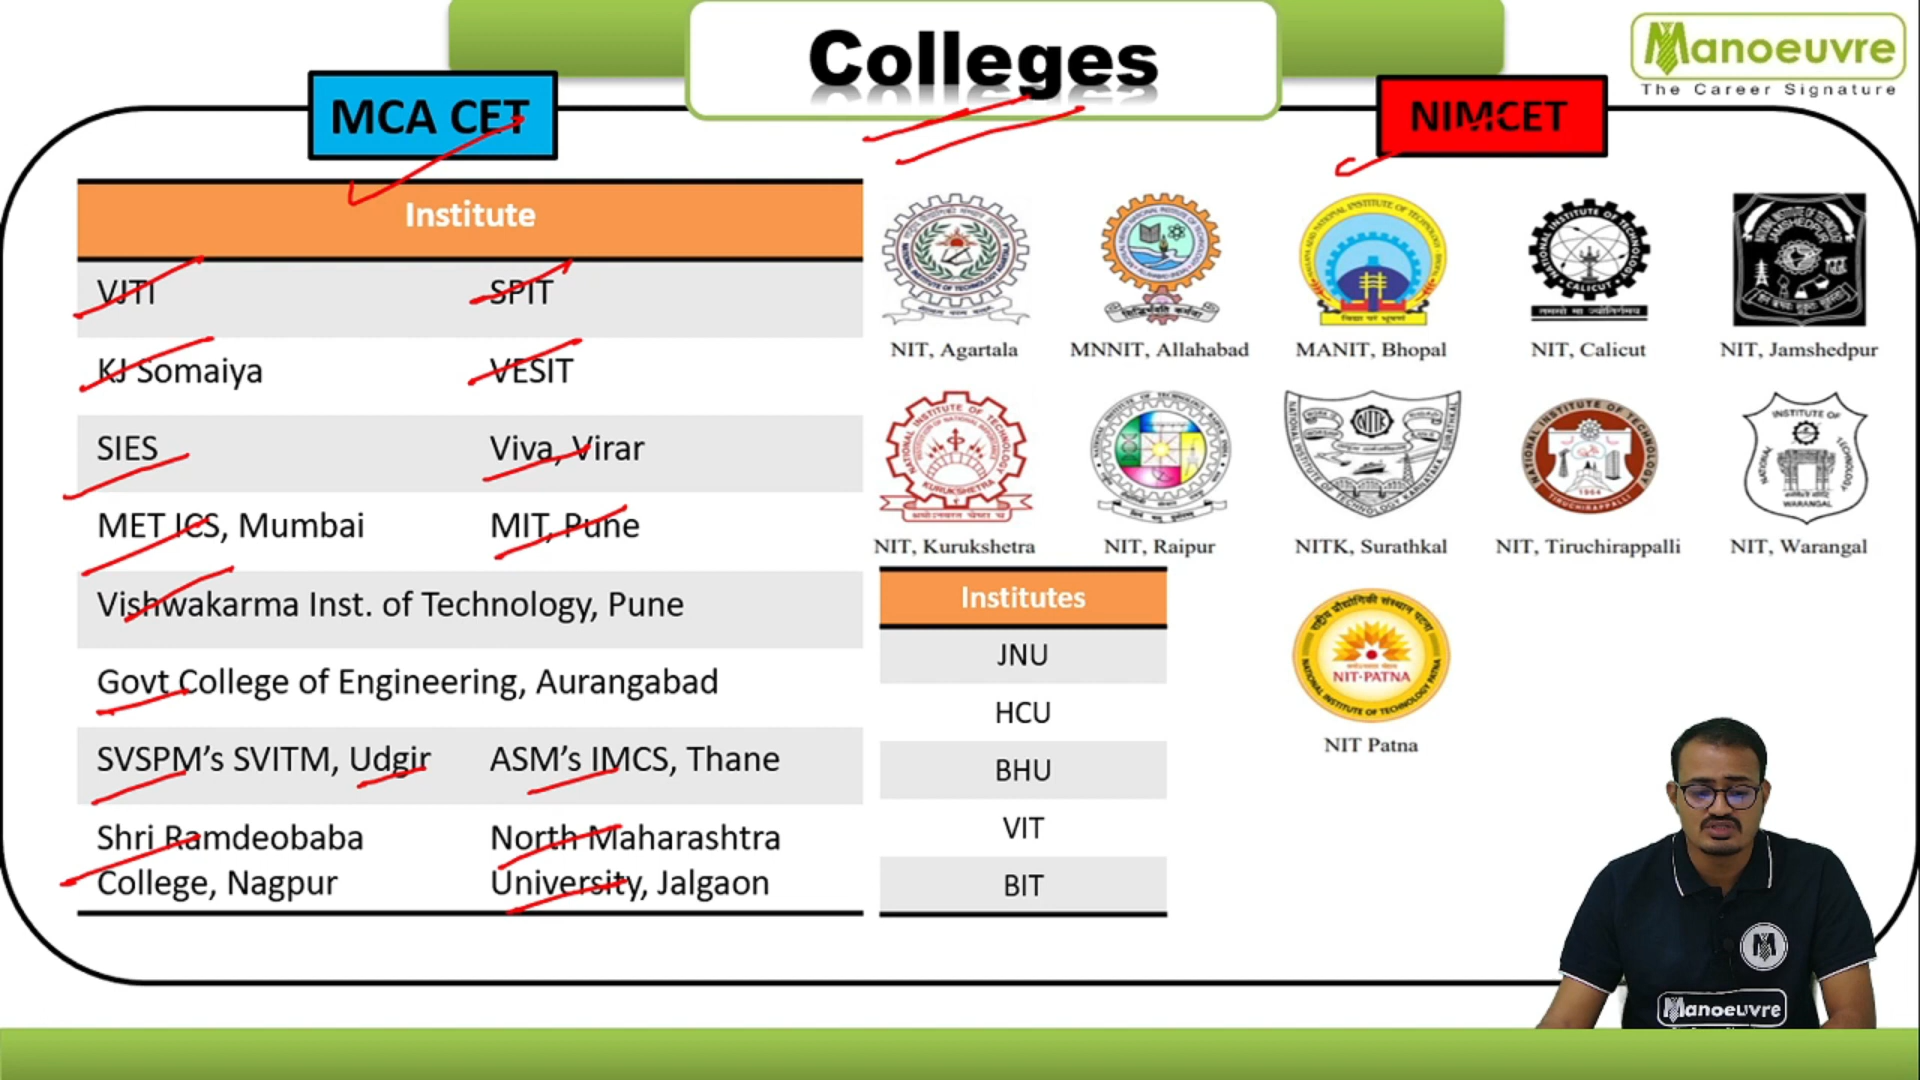 Colleges
Manoeuvre
The Career Signature
MCA CET
NIMCET
Institute
VJTI SPIT
KJ Somaiya VESIT
SIES Viva, Virar
MET ICS, Mumbai MIT, Pune
Vishwakarma Inst. of Technology, Pune
Govt College of Engineering, Aurangabad
SVSPM's SVITM, Udgir ASM's IMCS, Thane
Shri Ramdeobaba
College, Nagpur
North Maharashtra
University, Jalgaon
NIT, Agartala
MNNIT, Allahabad
MANIT, Bhopal
NIT, Calicut
NIT, Jamshedpur
NIT, Kurukshetra
NIT, Raipur
NITK, Surathkal
NIT, Tiruchirappalli
NIT, Warangal
Institutes
JNU
HCU
BHU
VIT
BIT
NIT-PATNA
NIT Patna
Manoeuvre